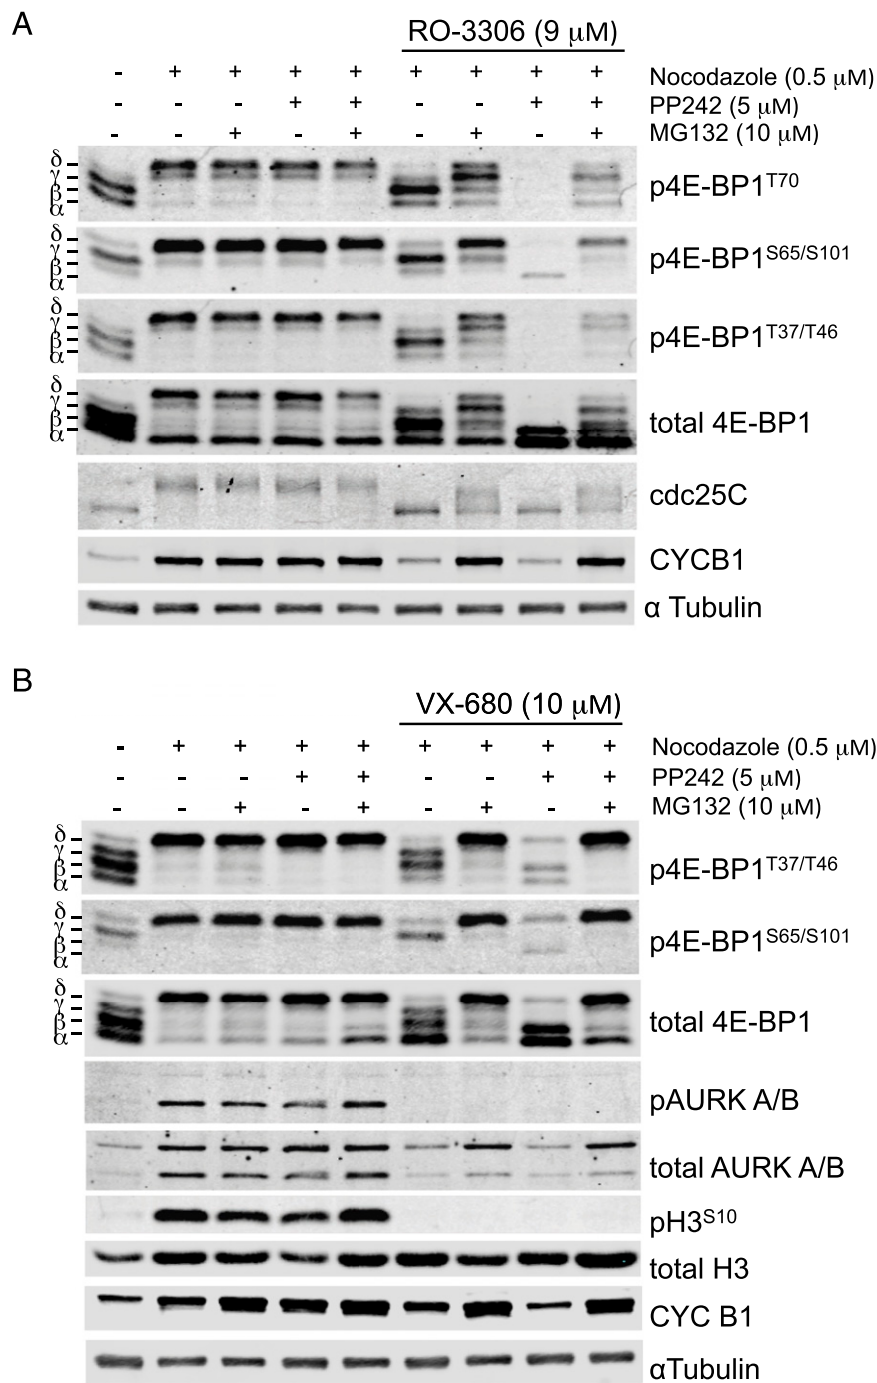 A
RO-3306 (9 μM)
- + + + + + + + + Nocodazole (0.5 μM)
- - - + + - - + + PP242 (5 μM)
- - + - + - + - + MG132 (10 μM)
δ
γ
β
α
p4E-BP1T70
δ
γ
β
α
p4E-BP1S65/S101
δ
γ
β
α
p4E-BP1T37/T46
δ
γ
β
α
total 4E-BP1
cdc25C
CYCB1
α Tubulin
B
VX-680 (10 μM)
- + + + + + + + + Nocodazole (0.5 μM)
- - - + + - - + + PP242 (5 μM)
- - + - + - + - + MG132 (10 μM)
δ
γ
β
α
p4E-BP1T37/T46
δ
γ
β
α
p4E-BP1S65/S101
δ
γ
β
α
total 4E-BP1
pAURK A/B
total AURK A/B
pH3S10
total H3
CYC B1
αTubulin